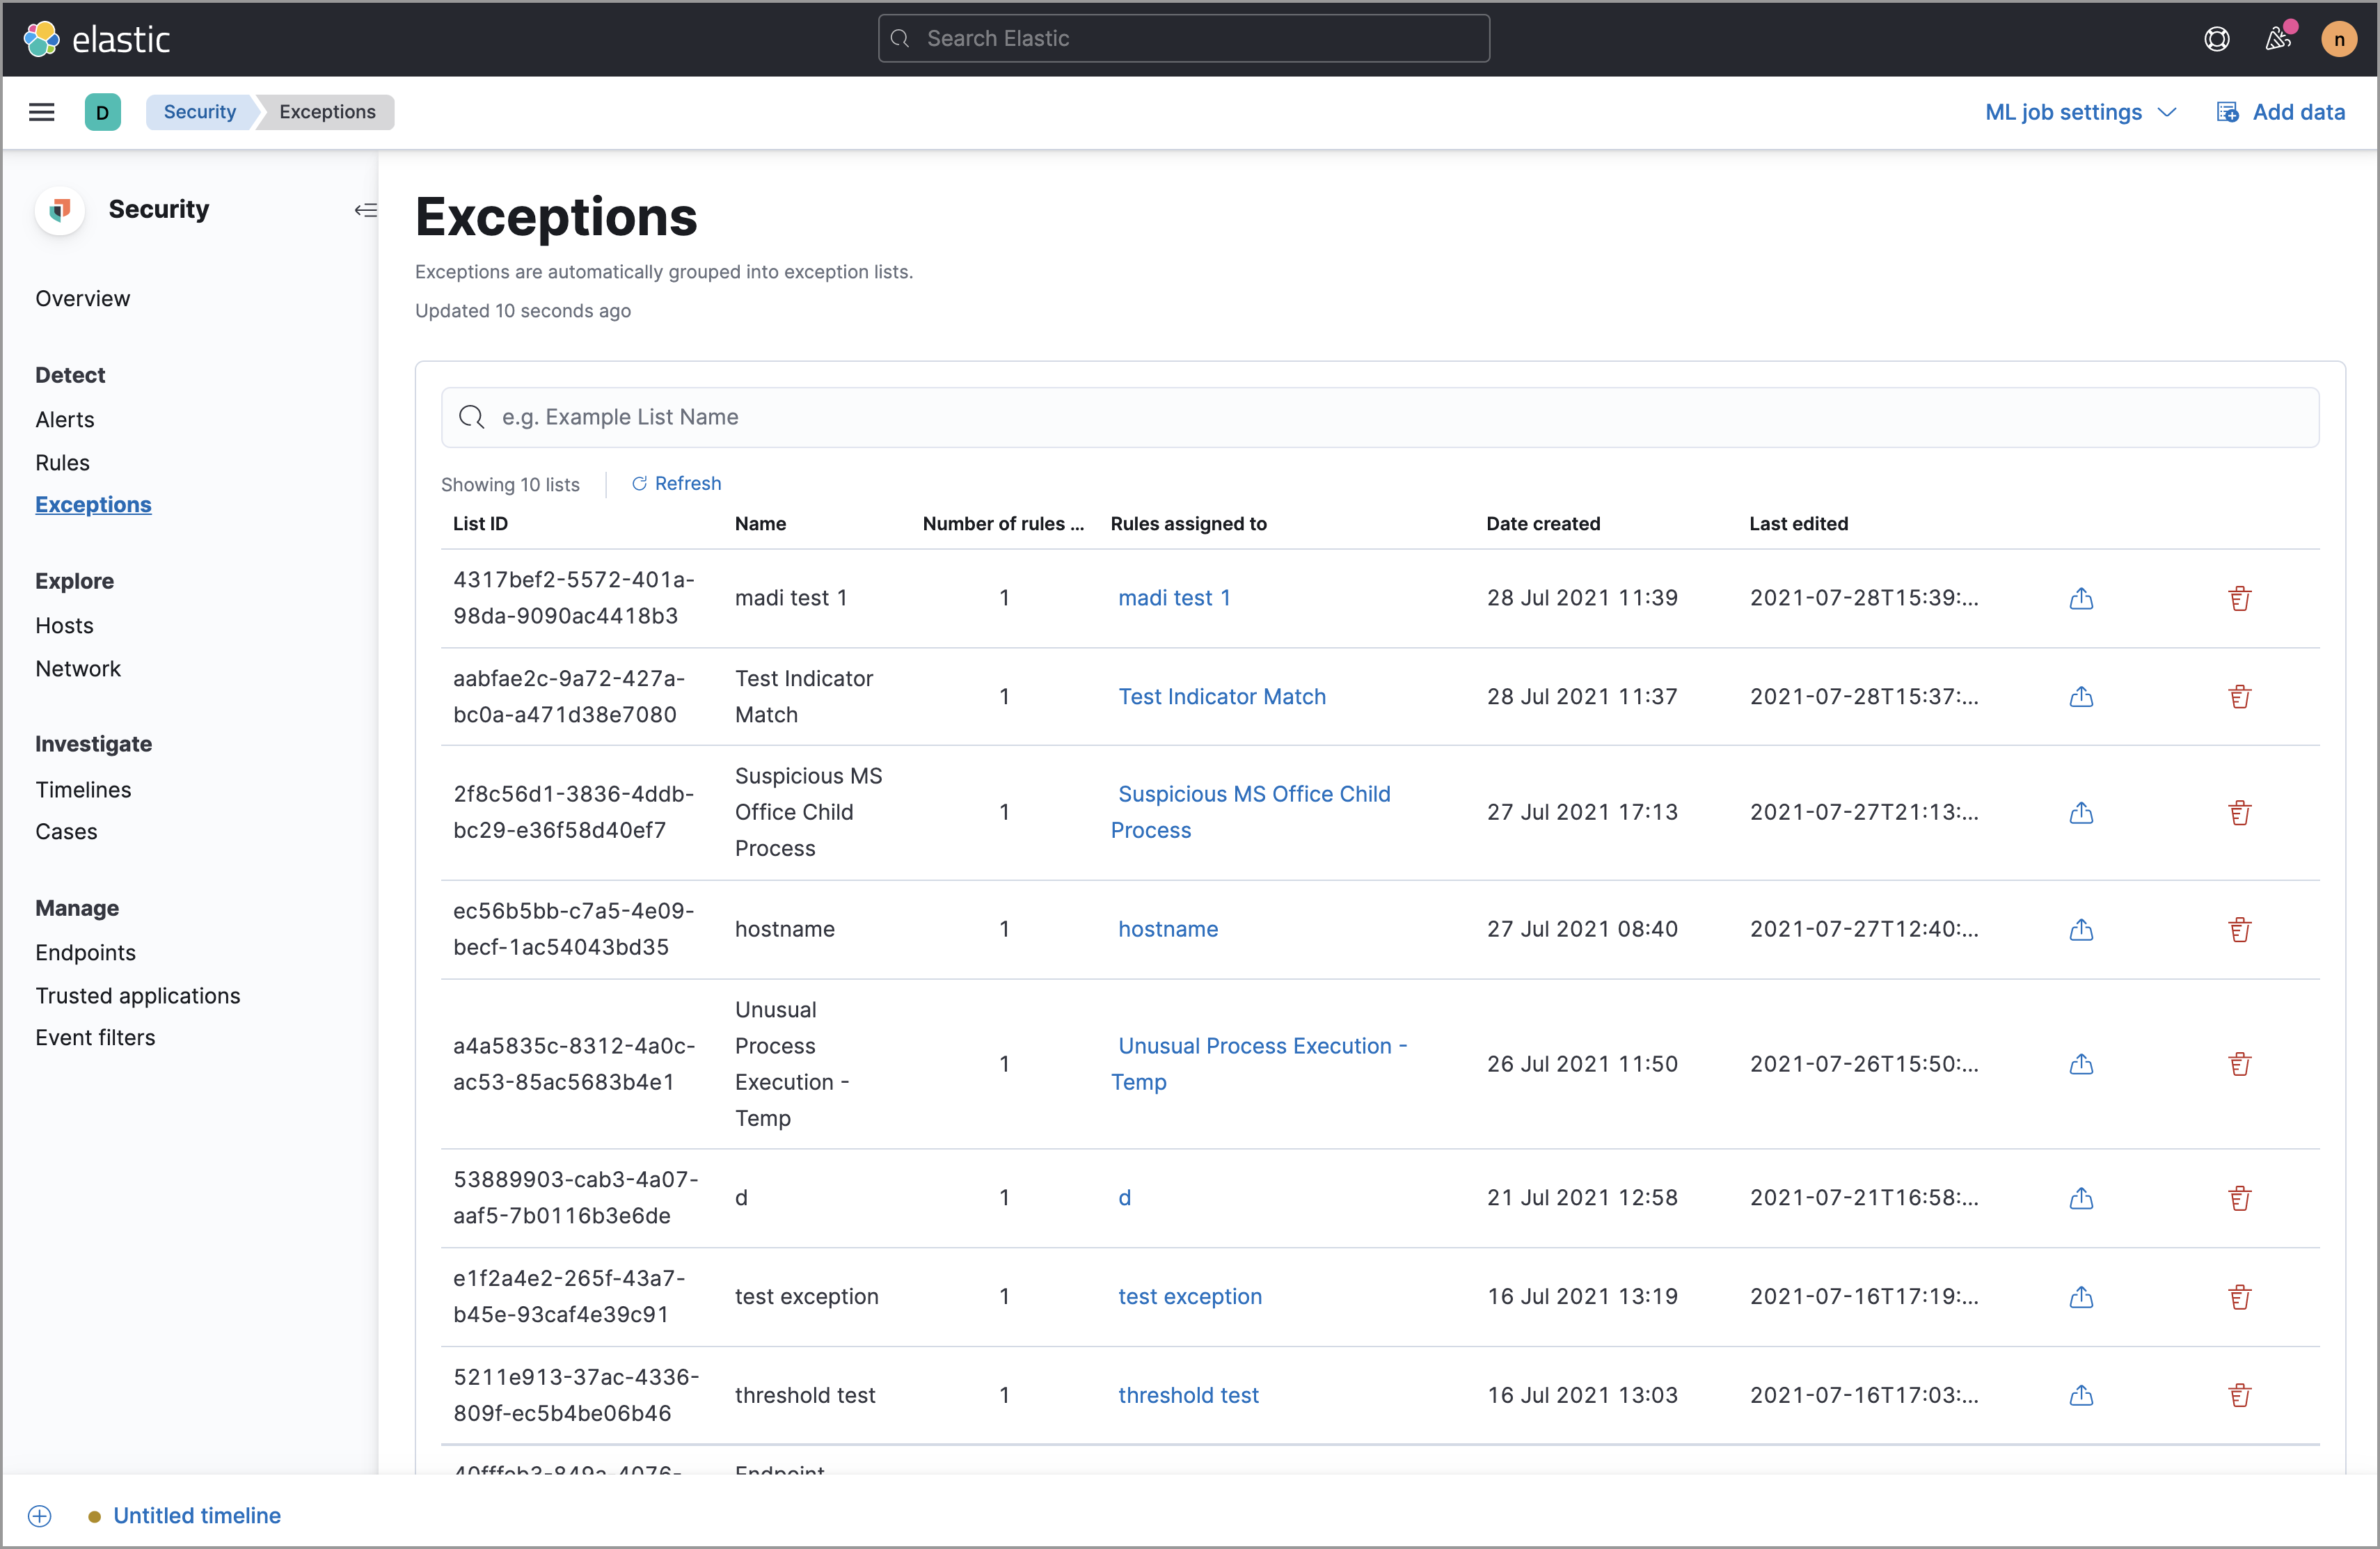 elastic
Search Elastic
n
D
Security
Exceptions
ML job settings
Add data
Security
Overview
Detect
Alerts
Rules
Exceptions
Explore
Hosts
Network
Investigate
Timelines
Cases
Manage
Endpoints
Trusted applications
Event filters
Exceptions
Exceptions are automatically grouped into exception lists.
Updated 10 seconds ago
e.g. Example List Name
Showing 10 lists
Refresh
List ID Name Number of rules ... Rules assigned to Date created Last edited
4317bef2-5572-401a-
98da-9090ac4418b3
madi test 1
1
madi test 1
28 Jul 2021 11:39
2021-07-28T15:39:...
aabfae2c-9a72-427a-
bc0a-a471d38e7080
Test Indicator
Match
1
Test Indicator Match
28 Jul 2021 11:37
2021-07-28T15:37:...
2f8c56d1-3836-4ddb-
bc29-e36f58d40ef7
Suspicious MS
Office Child
Process
1
Suspicious MS Office Child
Process
27 Jul 2021 17:13
2021-07-27T21:13:...
ec56b5bb-c7a5-4e09-
becf-1ac54043bd35
hostname
1
hostname
27 Jul 2021 08:40
2021-07-27T12:40:...
a4a5835c-8312-4a0c-
ac53-85ac5683b4e1
Unusual
Process
Execution -
Temp
1
Unusual Process Execution -
Temp
26 Jul 2021 11:50
2021-07-26T15:50:...
53889903-cab3-4a07-
aaf5-7b0116b3e6de
d
1
d
21 Jul 2021 12:58
2021-07-21T16:58:...
e1f2a4e2-265f-43a7-
b45e-93caf4e39c91
test exception
1
test exception
16 Jul 2021 13:19
2021-07-16T17:19:...
5211e913-37ac-4336-
809f-ec5b4be06b46
threshold test
1
threshold test
16 Jul 2021 13:03
2021-07-16T17:03:...
Endpoint
Untitled timeline